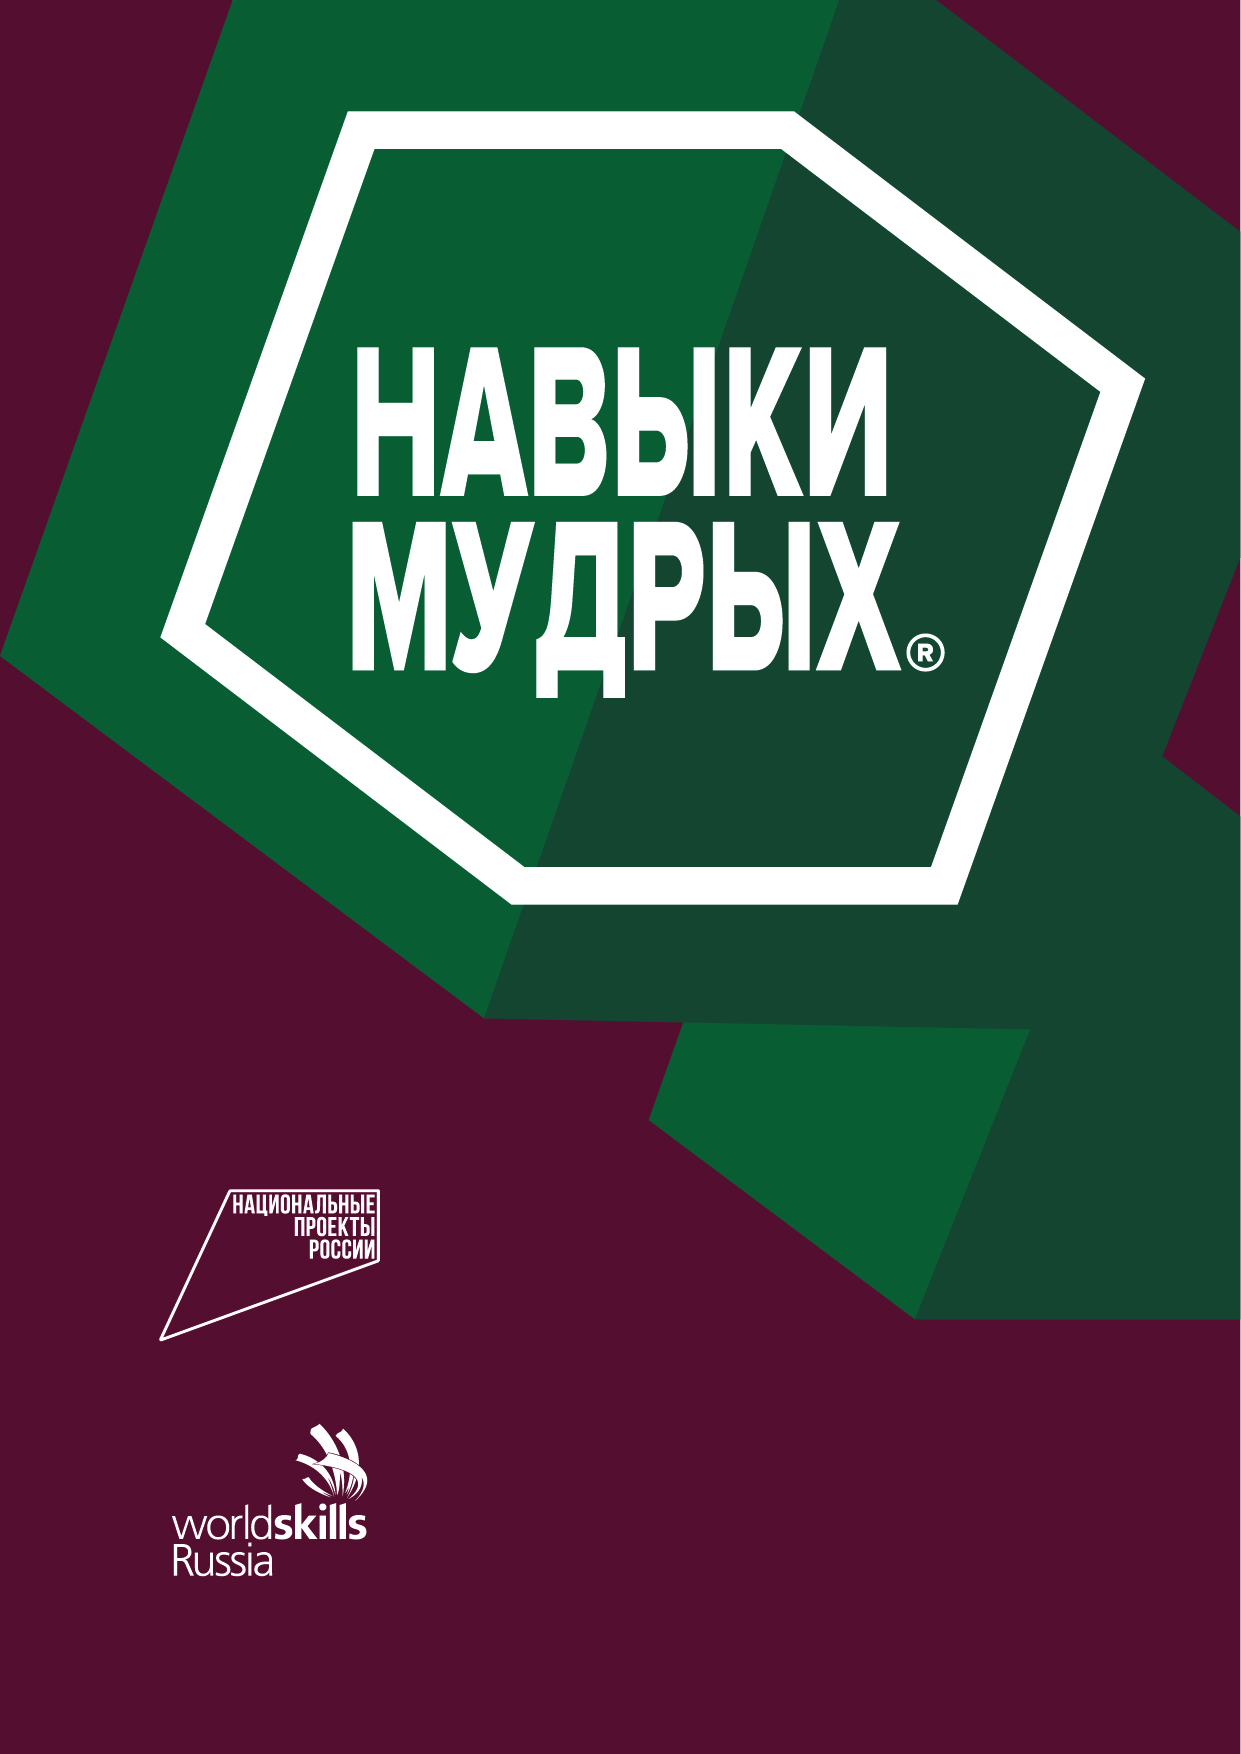 НАВЫКИ
МУДРЫХ®
НАЦИОНАЛЬНЫЕ
ПРОЕКТЫ
РОССИИ
worldskills
Russia